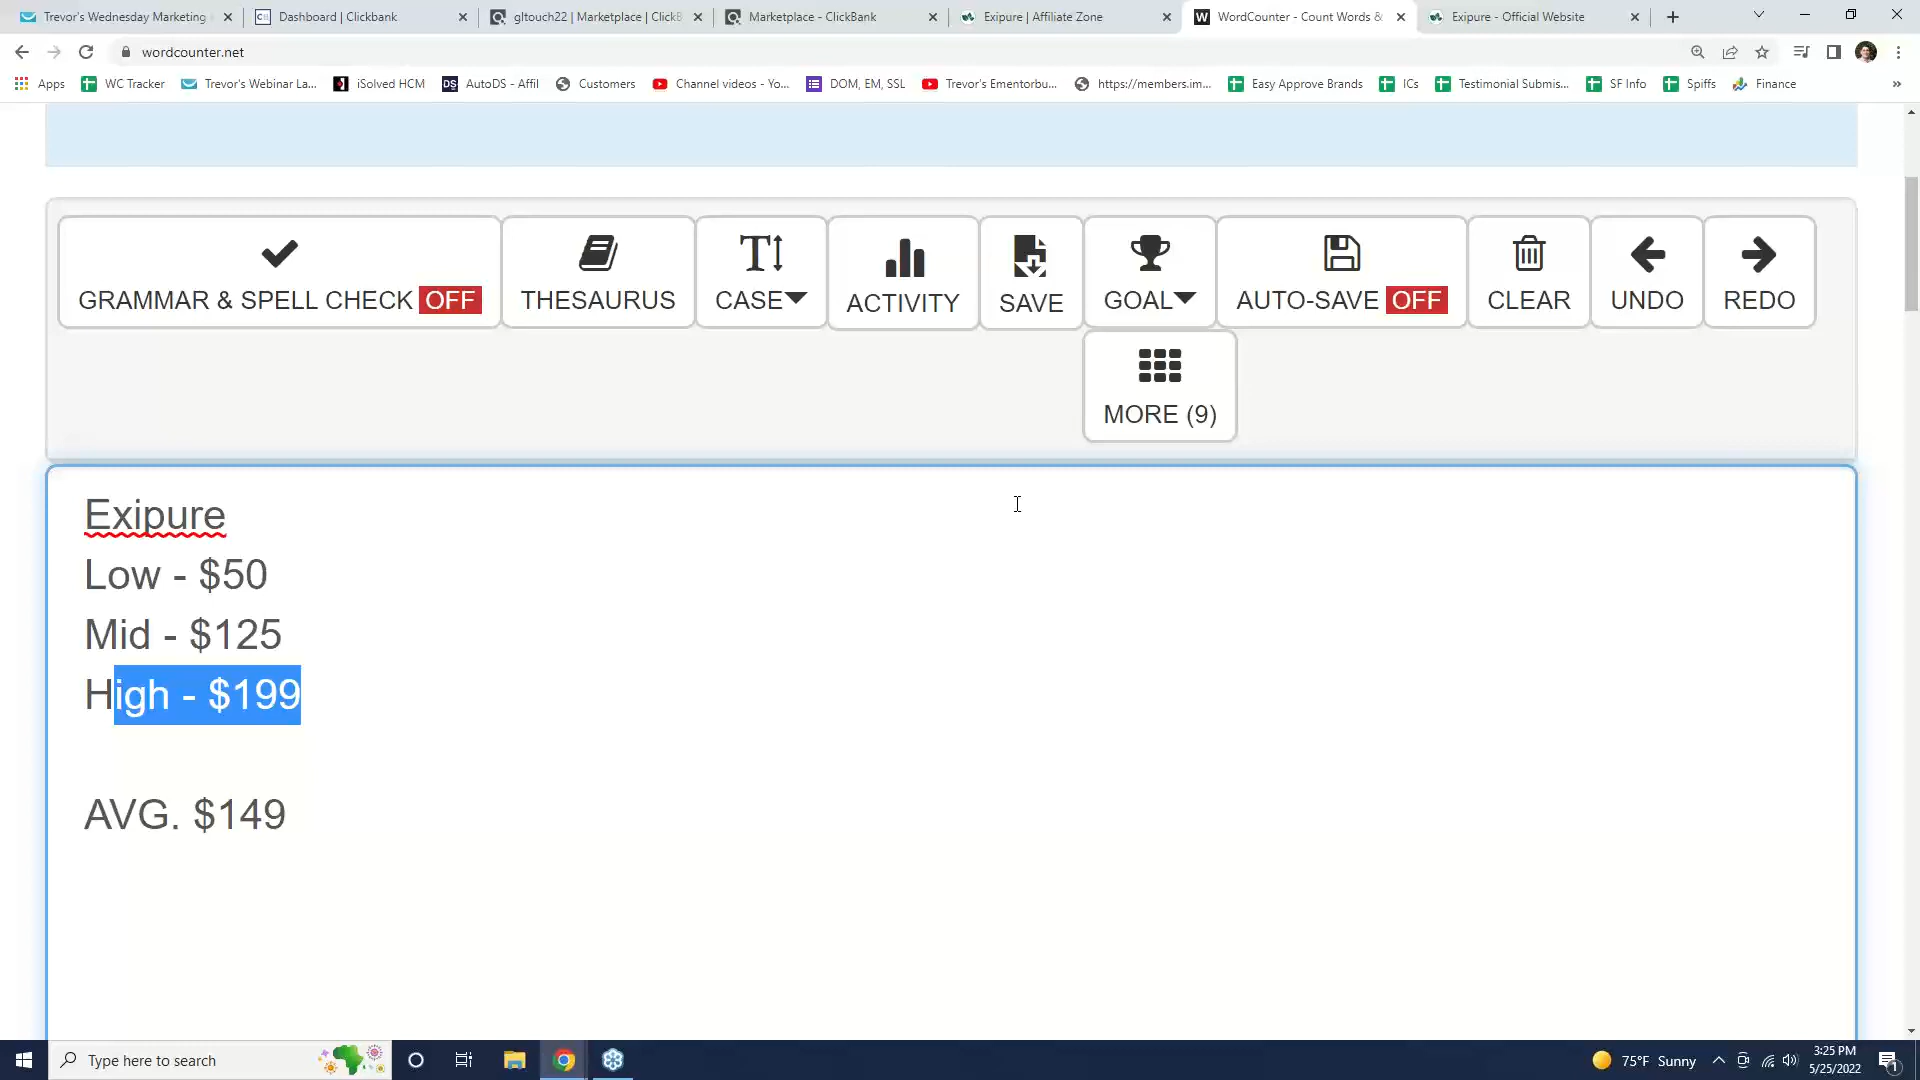 Trevor's Wednesday Marketing
Dashboard | Clickbank
gltouch22 | Marketplace | ClickB
Marketplace - ClickBank
Exipure | Affiliate Zone
WordCounter - Count Words &
Exipure - Official Website
wordcounter.net
Apps
WC Tracker
Trevor's Webinar La...
iSolved HCM
AutoDS - Affil
Customers
Channel videos - Yo...
DOM, EM, SSL
Trevor's Ementorbu...
https://members.im...
Easy Approve Brands
ICs
Testimonial Submis...
SF Info
Spiffs
Finance
»
GRAMMAR & SPELL CHECK OFF
THESAURUS
CASE
ACTIVITY
SAVE
GOAL
AUTO-SAVE OFF
CLEAR
UNDO
REDO
MORE (9)
Exipure
Low - $50
Mid - $125
High - $199
AVG. $149
Type here to search
75°F Sunny
3:25 PM
5/25/2022
1